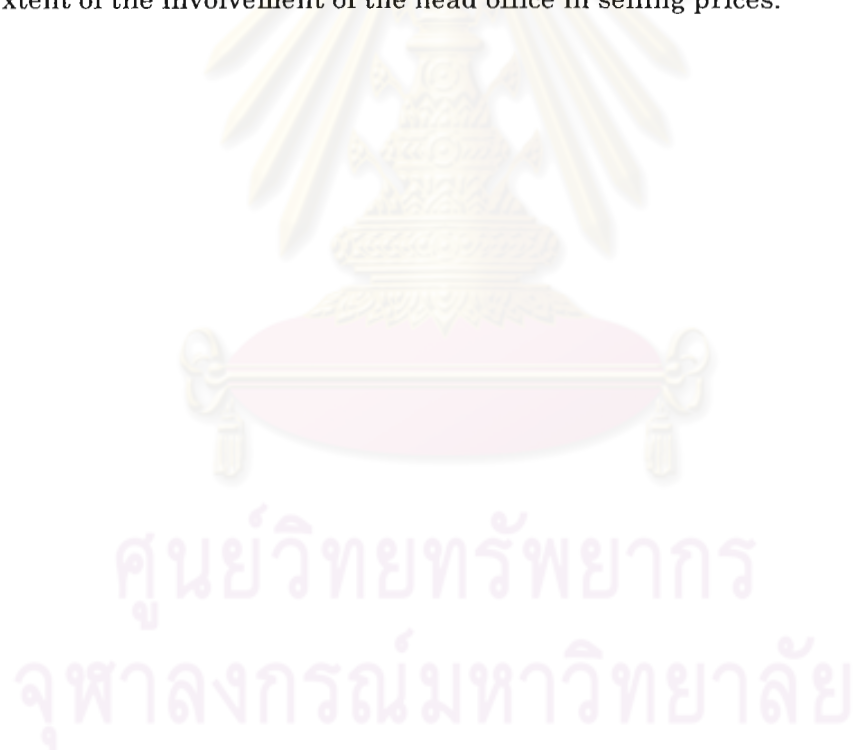 xtent of the involvement of the head office in selling prices.
ศูนย์วิทยทรัพยากร
จุฬาลงกรณ์มหาวิทยาลัย